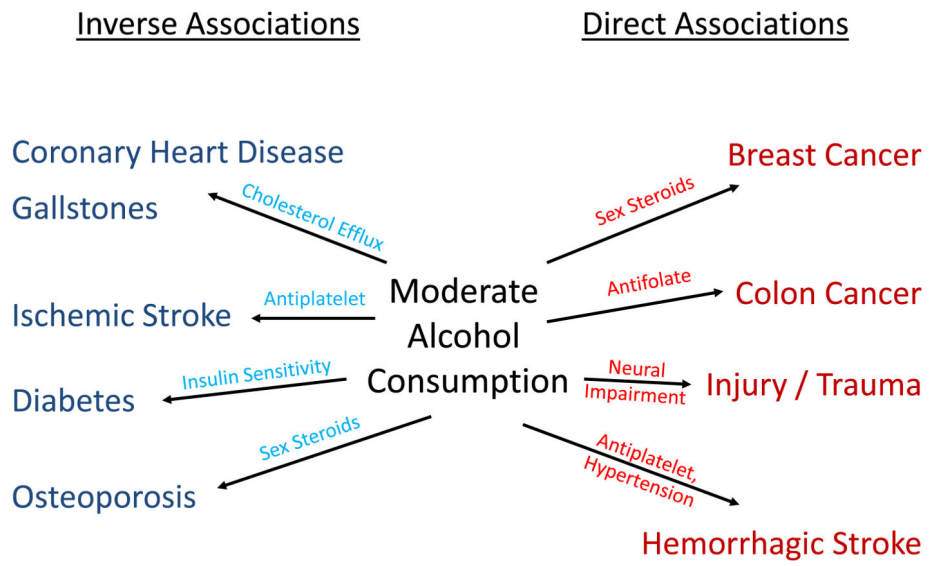 Inverse Associations
Direct Associations
Coronary Heart Disease
Gallstones
Cholesterol Efflux
Ischemic Stroke
Antiplatelet
Diabetes
Insulin Sensitivity
Osteoporosis
Sex Steroids
Moderate
Alcohol
Consumption
Sex Steroids
Breast Cancer
Antifolate
Colon Cancer
Neural
Impairment
Injury / Trauma
Antiplatelet,
Hypertension
Hemorrhagic Stroke